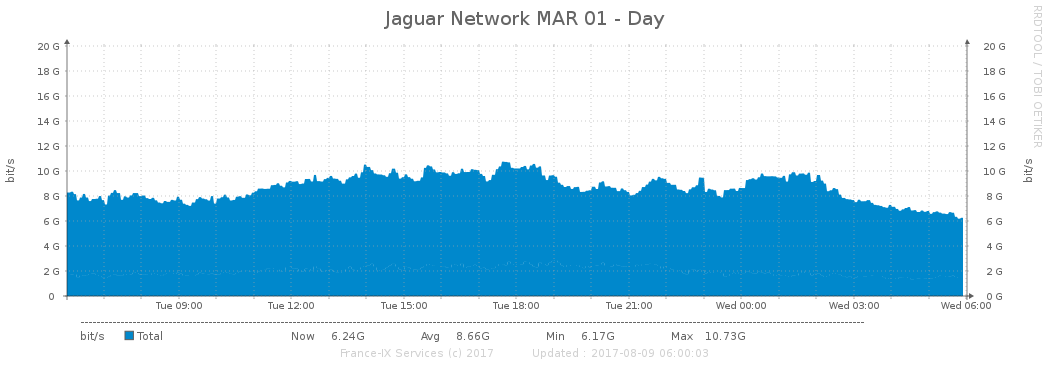 Jaguar Network MAR 01 - Day
RRDTOOL / TOBI OETIKER
bit/s
20 G
18 G
16 G
14 G
12 G
10 G
8 G
6 G
4 G
2 G
0
20 G
18 G
16 G
14 G
12 G
10 G
8 G
6 G
4 G
2 G
0 G
bit/s
Tue 09:00 Tue 12:00 Tue 15:00 Tue 18:00 Tue 21:00 Wed 00:00 Wed 03:00 Wed 06:00
bit/s Total Now 6.24G Avg 8.66G Min 6.17G Max 10.73G
France-IX Services (c) 2017 Updated : 2017-08-09 06:00:03